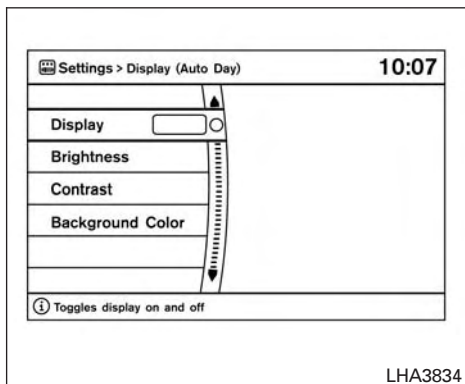 Settings > Display (Auto Day) 10:07
Display
Brightness
Contrast
Background Color
i Toggles display on and off
LHA3834